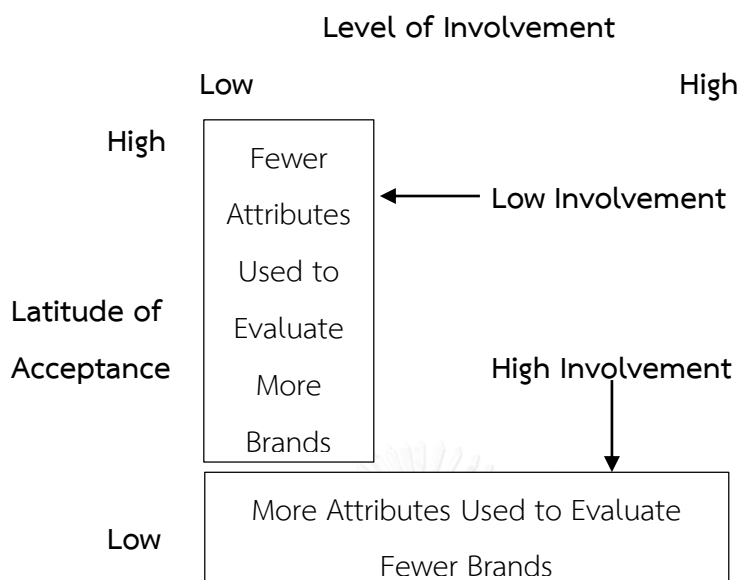 Level of Involvement
Low
High
High
Fewer
Attributes
Used to
Evaluate
More
Brands
Low Involvement
Latitude of
Acceptance
High Involvement
Low
More Attributes Used to Evaluate
Fewer Brands